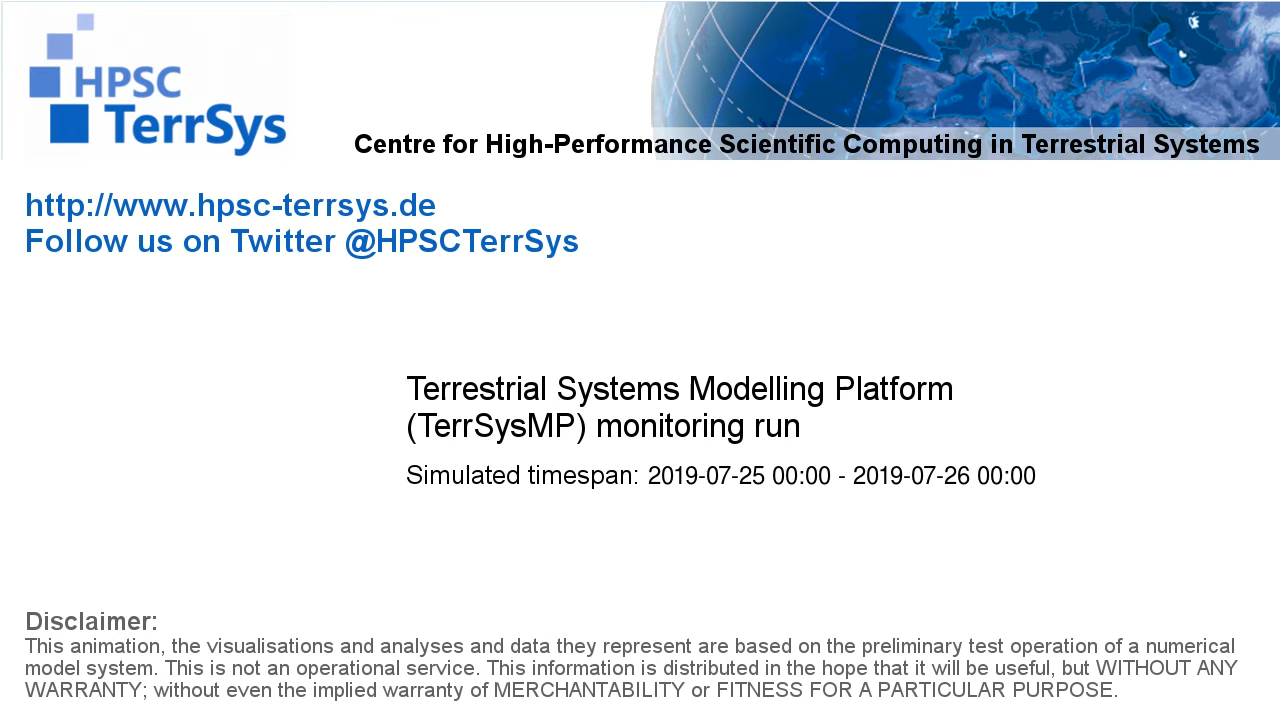 HPSC
TerrSys
Centre for High-Performance Scientific Computing in Terrestrial Systems
http://www.hpsc-terrsys.de
Follow us on Twitter @HPSCTerrSys
Terrestrial Systems Modelling Platform
(TerrSysMP) monitoring run
Simulated timespan: 2019-07-25 00:00 - 2019-07-26 00:00
Disclaimer:
This animation, the visualisations and analyses and data they represent are based on the preliminary test operation of a numerical
model system. This is not an operational service. This information is distributed in the hope that it will be useful, but WITHOUT ANY
WARRANTY; without even the implied warranty of MERCHANTABILITY or FITNESS FOR A PARTICULAR PURPOSE.